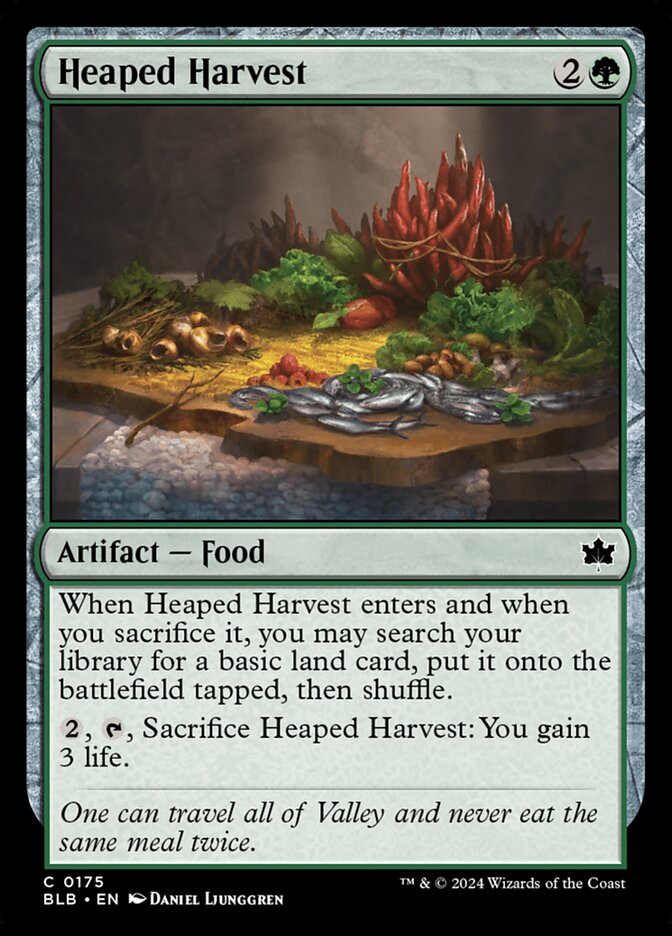 Heaped Harvest 2
Artifact — Food
When Heaped Harvest enters and when
you sacrifice it, you may search your
library for a basic land card, put it onto the
battlefield tapped, then shuffle.
2, , Sacrifice Heaped Harvest: You gain
3 life.
One can travel all of Valley and never eat the
same meal twice.
C 0175
BLB • EN Daniel Ljunggren
™ & © 2024 Wizards of the Coast